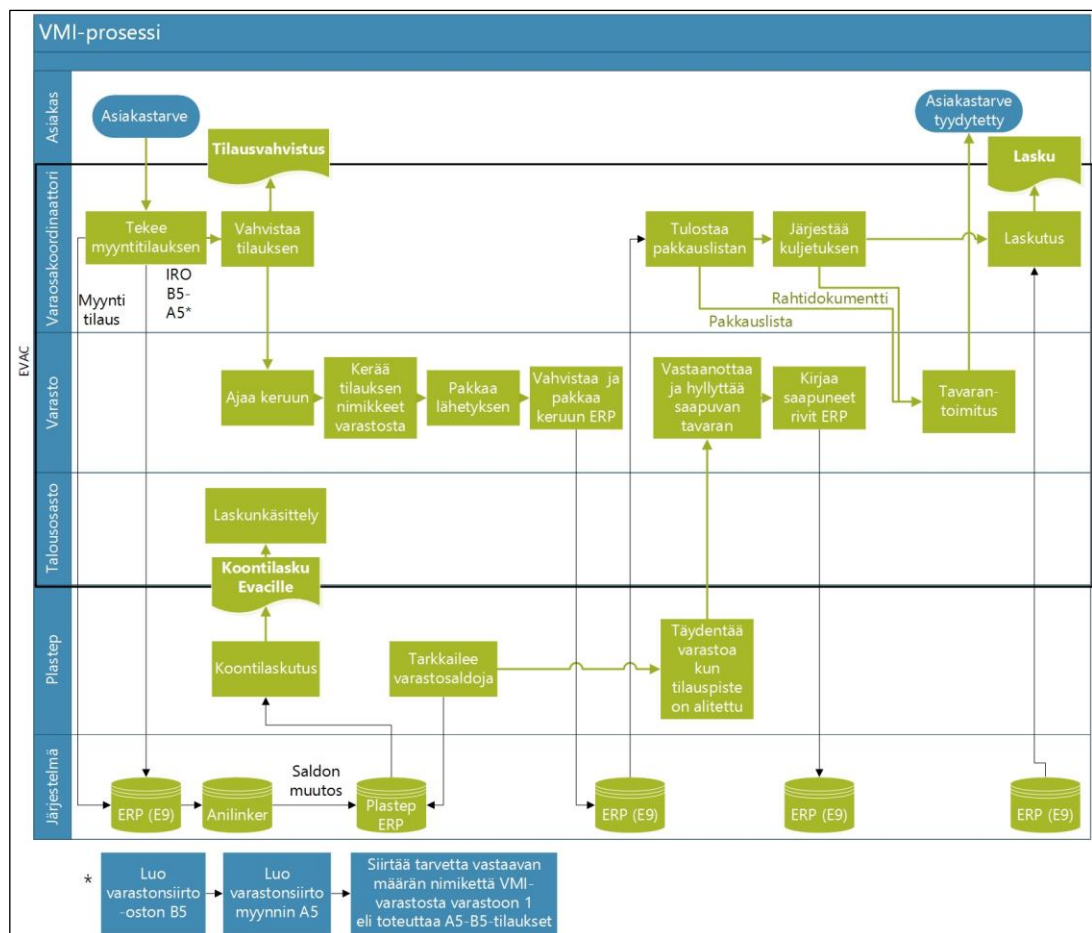 VMI-prosessi
Asiakas
Asiakastarve
Tilausvahvistus
Asiakastarve
tyydytetty
Lasku
EVAC
Varaosakoordinaattori
Tekee
myyntitilauksen
Vahvistaa
tilauksen
Tulostaa
pakkauslistan
Järjestää
kuljetuksen
Laskutus
Myynti
tilaus
IRO
B5-
A5*
Rahtidokumentti
Pakkauslista
Varasto
Ajaa keruun
Kerää
tilauksen
nimikkeet
varastosta
Pakkaa
lähetyksen
Vahvistaa ja
pakkaa
keruun ERP
Vastaanottaa
ja hyllyttää
saapuvan
tavaran
Kirjaa
saapuneet
rivit ERP
Tavaran-
toimitus
Talousosasto
Laskunkäsittely
Koontilasku
Evacille
Plastep
Koontilaskutus
Tarkkailee
varastosaldoja
Täydentää
varastoa
kun
tilauspiste
on alitettu
Järjestelmä
ERP (E9)
Anilinker
Saldon
muutos
Plastep
ERP
ERP (E9)
ERP (E9)
ERP (E9)
*
Luo
varastonsiirto
-oston B5
Luo
varastonsiirto
myynnin A5
Siirtää tarvetta vastaavan
määrän nimikettä VMI-
varastosta varastoon 1
eli toteuttaa A5-B5-tilaukset